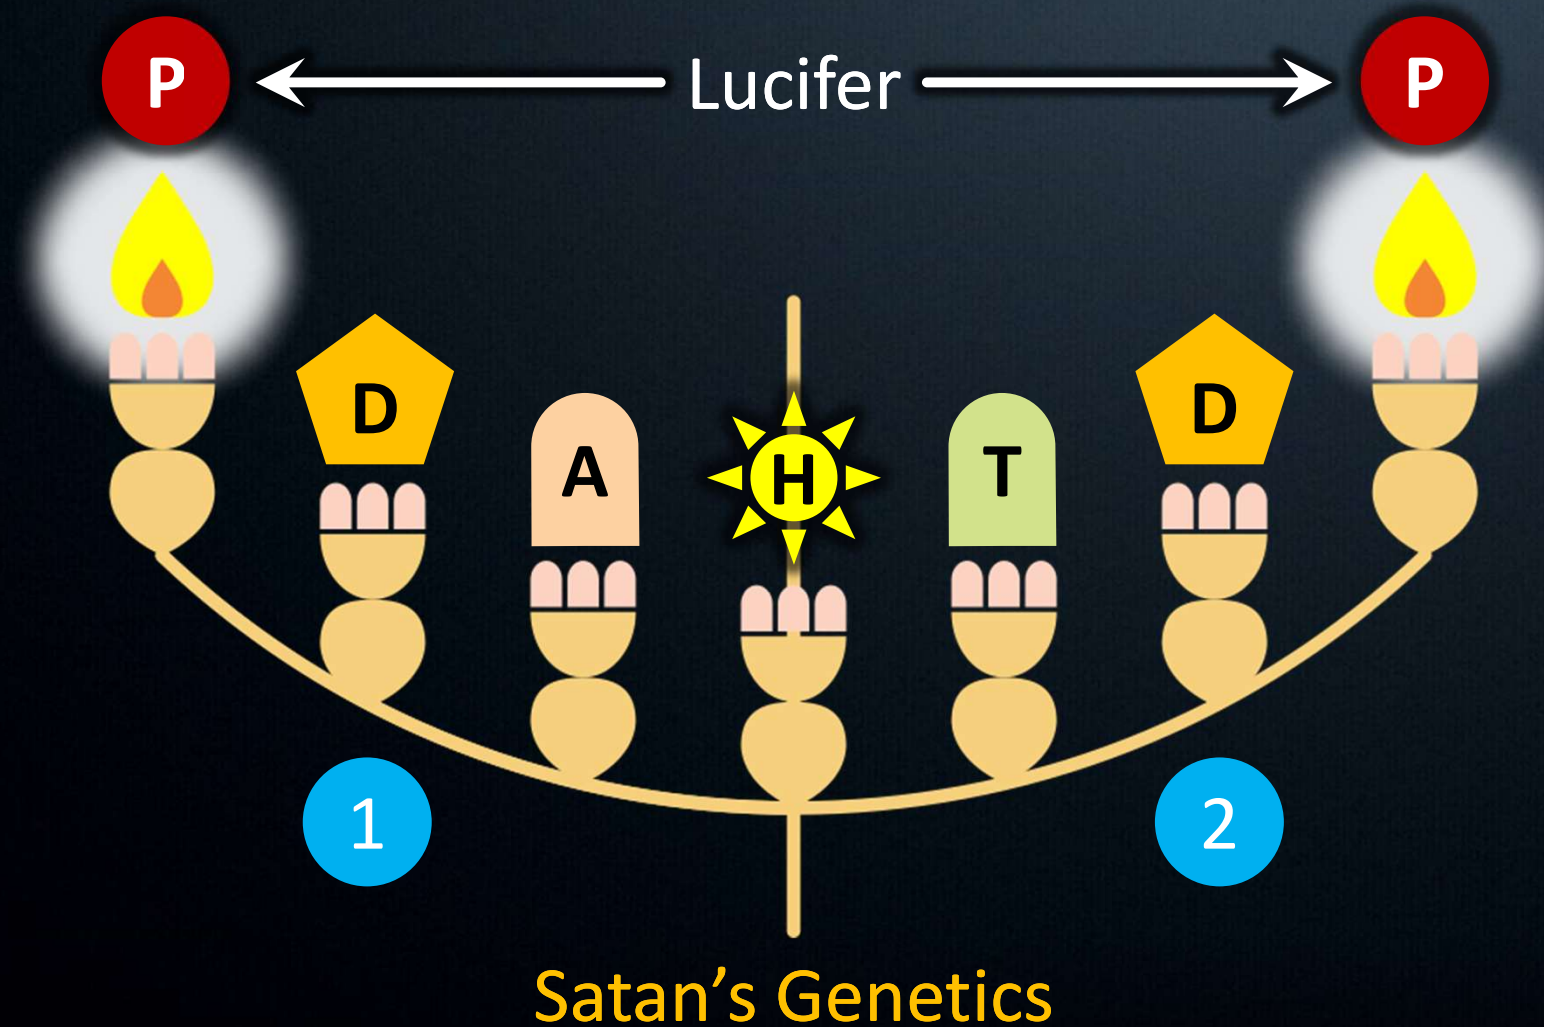 P Lucifer P
D D
A H T
1 2
Satan’s Genetics